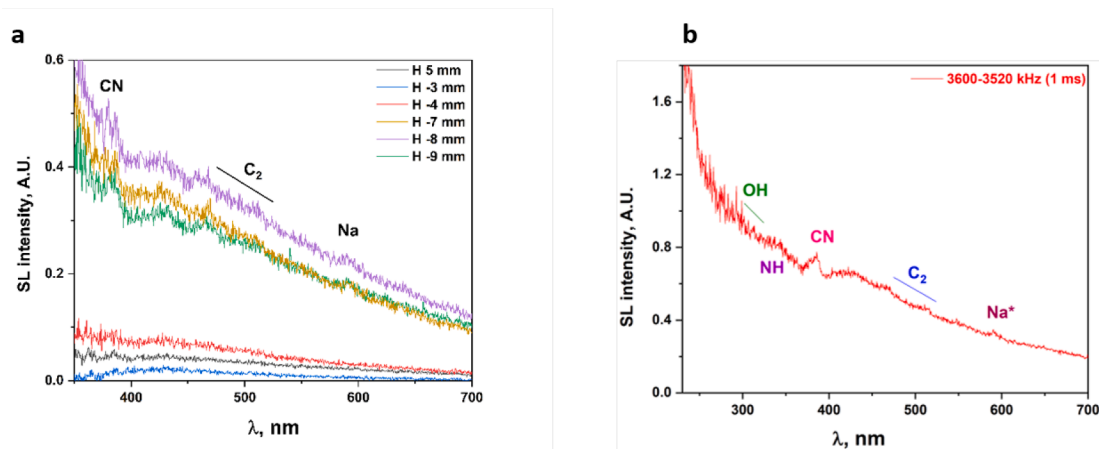 a
SL intensity, A.U.
0.6
0.4
0.2
0.0
CN
C₂
Na
H 5 mm
H -3 mm
H -4 mm
H -7 mm
H -8 mm
H -9 mm
400
500
600
700
λ, nm
b
SL intensity, A.U.
1.6
1.2
0.8
0.4
0.0
3600-3520 kHz (1 ms)
OH
NH
CN
C₂
Na*
300
400
500
600
700
λ, nm